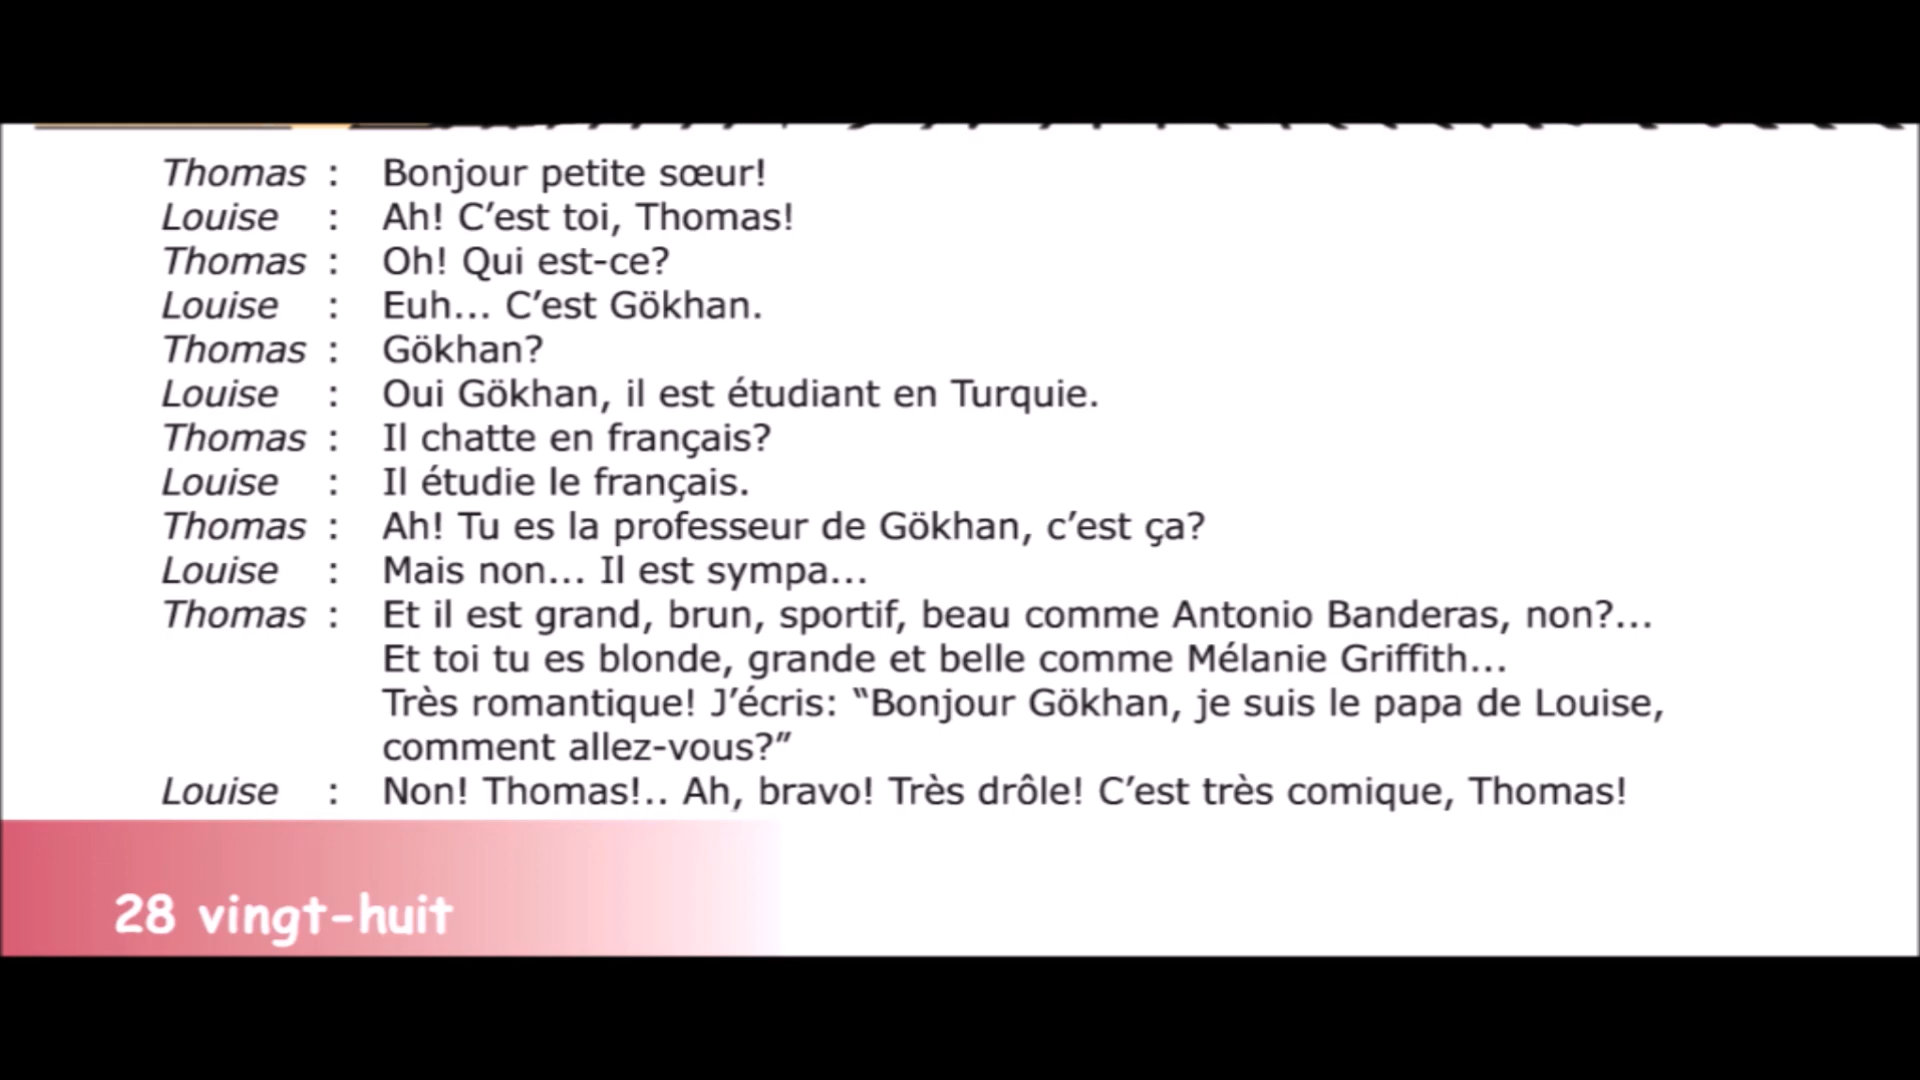 Thomas : Bonjour petite sœur!
Louise : Ah! C’est toi, Thomas!
Thomas : Oh! Qui est-ce?
Louise : Euh... C’est Gökhan.
Thomas : Gökhan?
Louise : Oui Gökhan, il est étudiant en Turquie.
Thomas : Il chatte en français?
Louise : Il étudie le français.
Thomas : Ah! Tu es la professeur de Gökhan, c’est ça?
Louise : Mais non... Il est sympa...
Thomas : Et il est grand, brun, sportif, beau comme Antonio Banderas, non?...
Et toi tu es blonde, grande et belle comme Mélanie Griffith...
Très romantique! J’écris: “Bonjour Gökhan, je suis le papa de Louise,
comment allez-vous?”
Louise : Non! Thomas!.. Ah, bravo! Très drôle! C’est très comique, Thomas!
28 vingt-huit